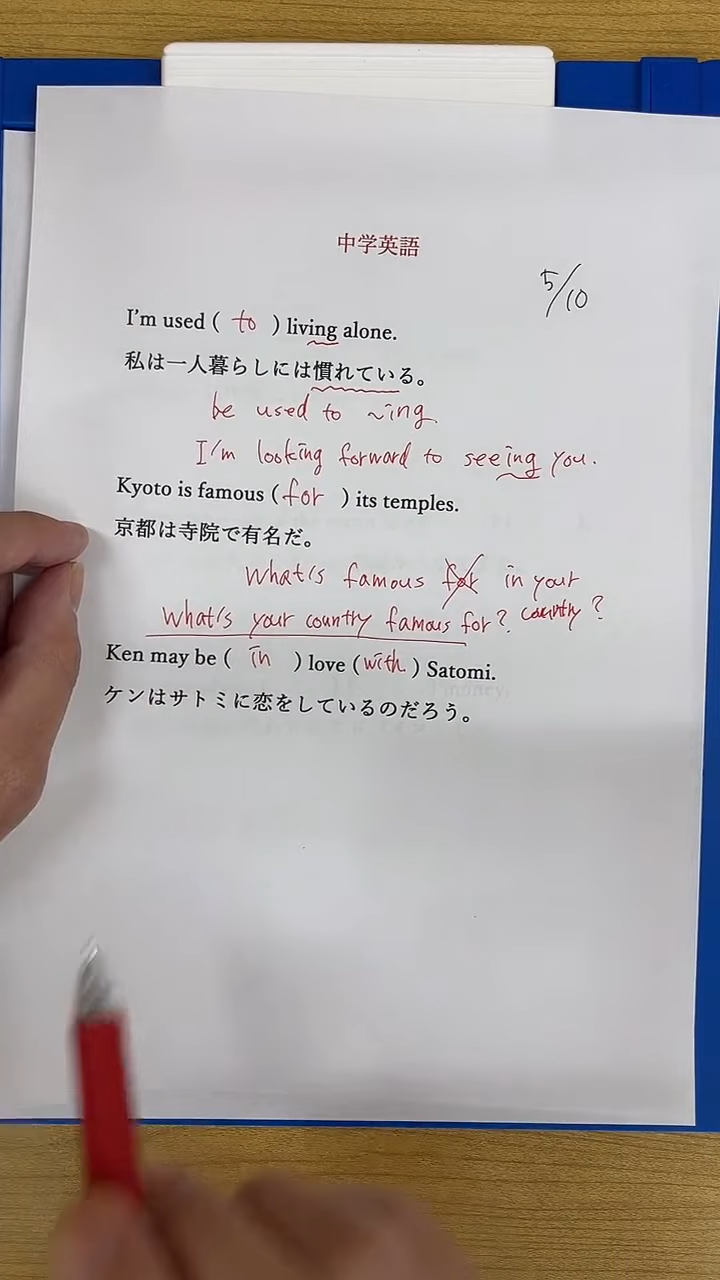 中学英語
5/10
I'm used ( to ) living alone.
私は一人暮らしには慣れている。
be used to ~ing
I'm looking forward to seeing you.
Kyoto is famous ( for ) its temples.
京都は寺院で有名だ。
What's famous for in your
country?
What's your country famous for?
Ken may be ( in ) love ( with ) Satomi.
ケンはサトミに恋をしているのだろう。